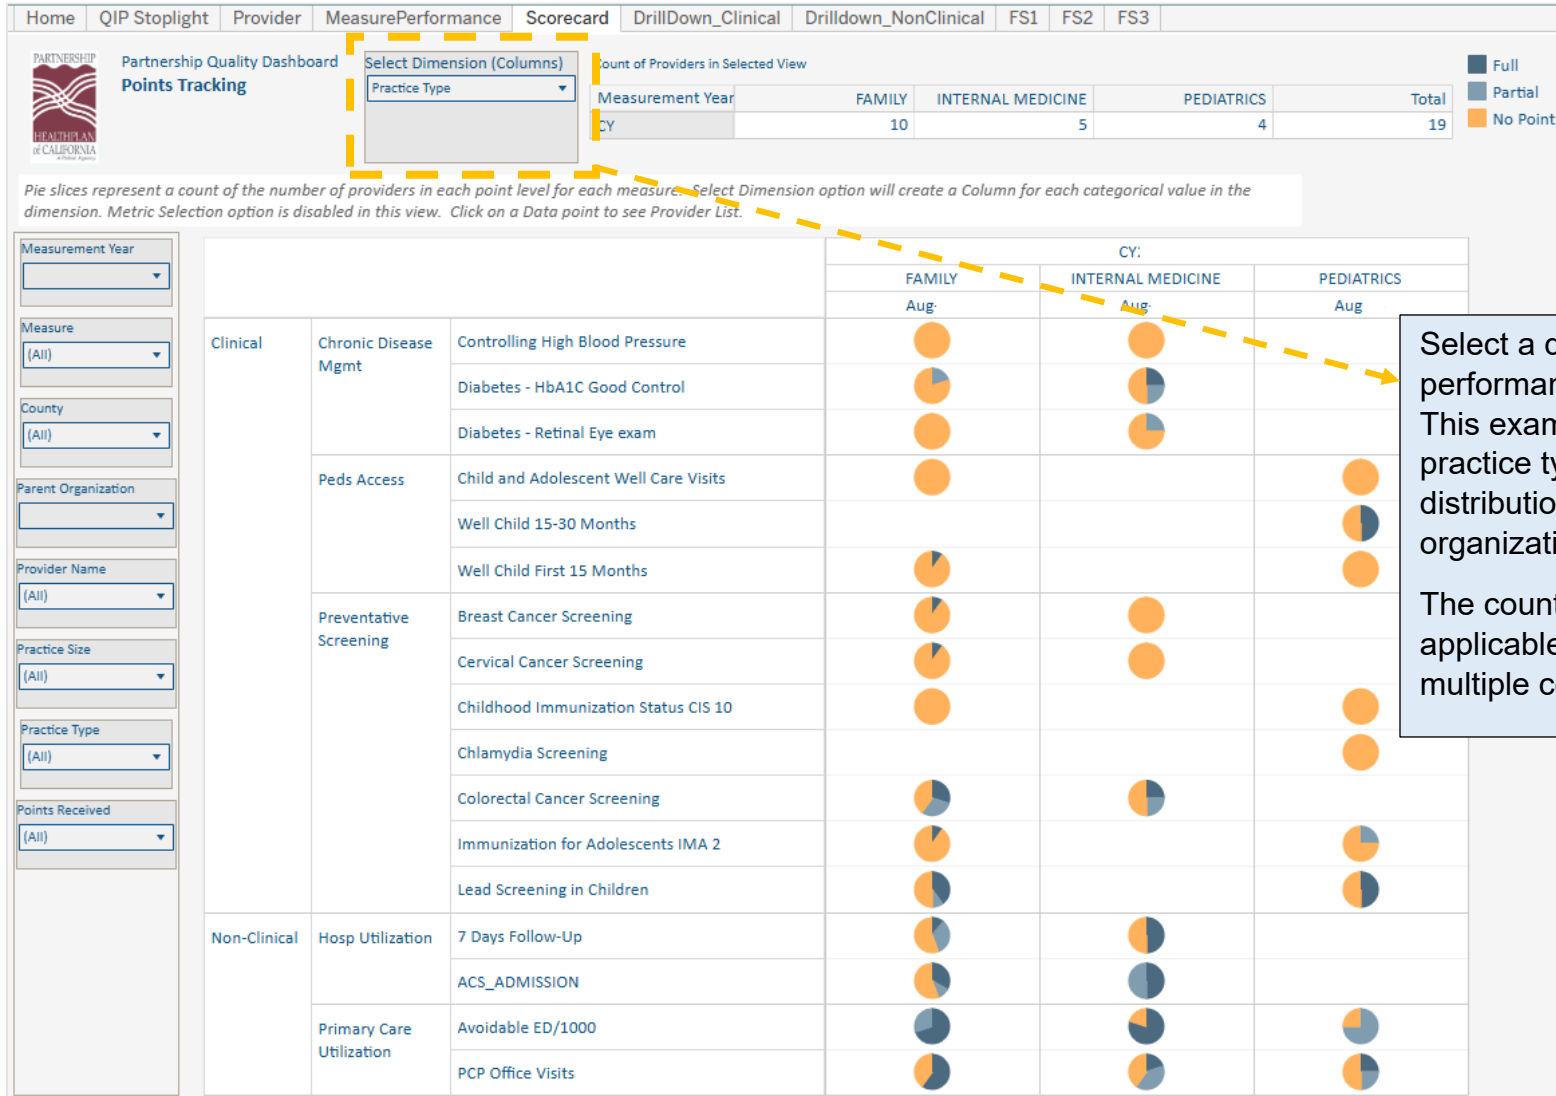 Home QIP Stoplight Provider MeasurePerformance Scorecard DrillDown_Clinical Drilldown_NonClinical FS1 FS2 FS3
PARTNERSHIP
HEALTHPLAN
of CALIFORNIA
A Public Agency
Partnership Quality Dashboard
Points Tracking
Select Dimension (Columns)
Practice Type
Count of Providers in Selected View
Measurement Year FAMILY INTERNAL MEDICINE PEDIATRICS Total
CY 10 5 4 19
Full
Partial
No Point
Pie slices represent a count of the number of providers in each point level for each measure. Select Dimension option will create a Column for each categorical value in the
dimension. Metric Selection option is disabled in this view. Click on a Data point to see Provider List.
Measurement Year
Measure
(All)
County
(All)
Parent Organization
Provider Name
(All)
Practice Size
(All)
Practice Type
(All)
Points Received
(All)
CY:
FAMILY INTERNAL MEDICINE PEDIATRICS
Aug- Aug- Aug
Clinical Chronic Disease Controlling High Blood Pressure
Mgmt
Diabetes - HbA1C Good Control
Diabetes - Retinal Eye exam
Peds Access Child and Adolescent Well Care Visits
Well Child 15-30 Months
Well Child First 15 Months
Preventative Breast Cancer Screening
Screening
Cervical Cancer Screening
Childhood Immunization Status CIS 10
Chlamydia Screening
Colorectal Cancer Screening
Immunization for Adolescents IMA 2
Lead Screening in Children
Non-Clinical Hosp Utilization 7 Days Follow-Up
ACS_ADMISSION
Primary Care Avoidable ED/1000
Utilization
PCP Office Visits
Select a
This
practice
The
applicable
multiple